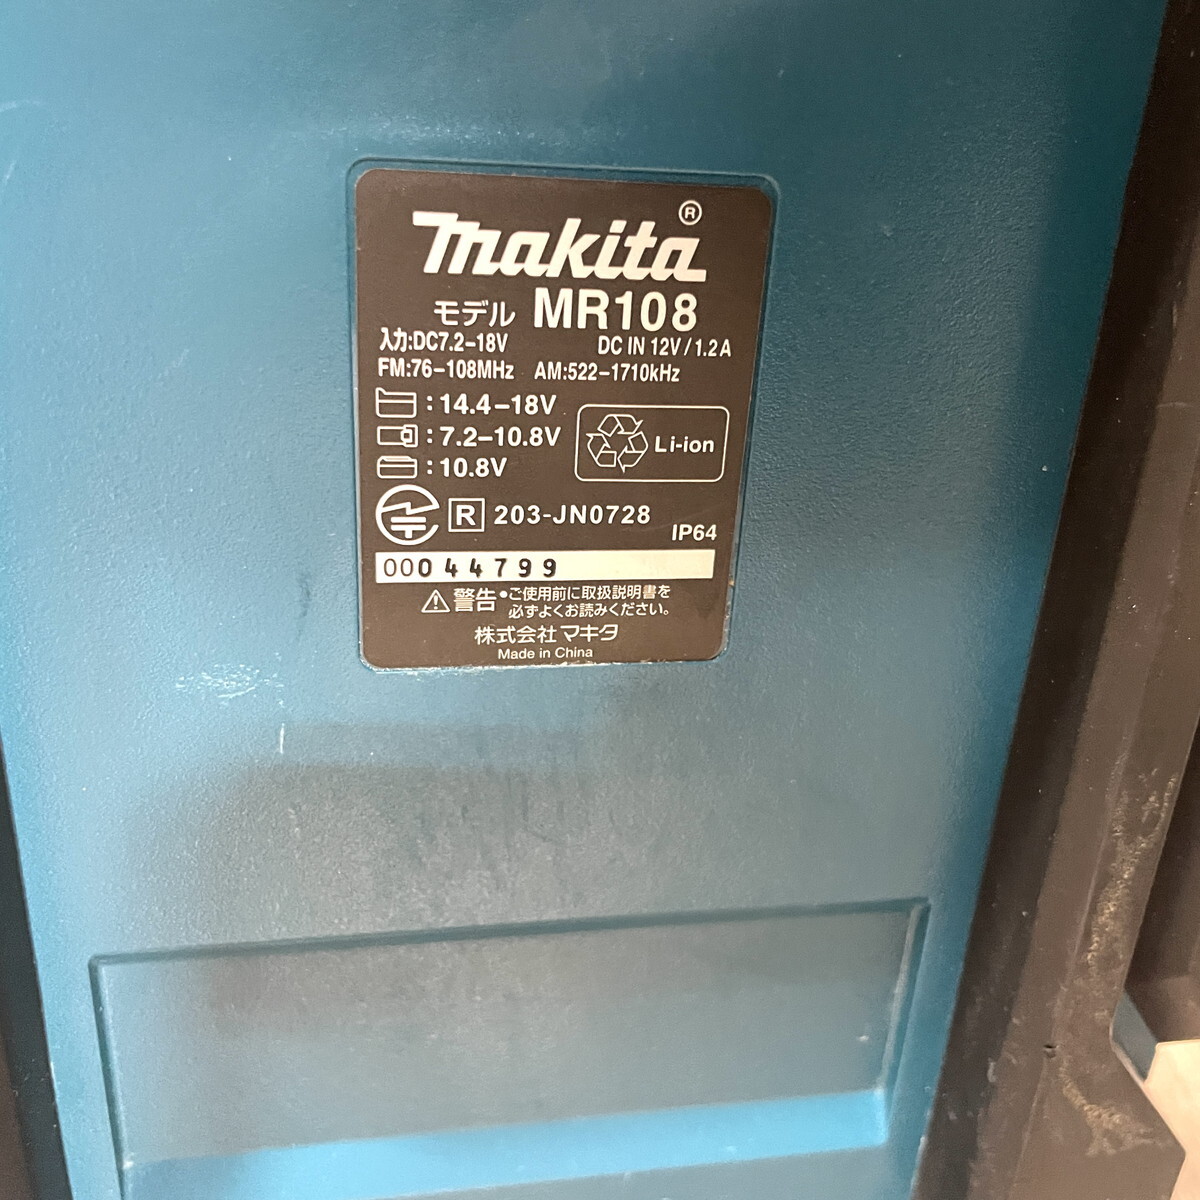 makita®
モデル MR108
入力:DC7.2-18V DC IN 12V/1.2A
FM:76-108MHz AM:522-1710kHz
:14.4-18V
:7.2-10.8V
:10.8V
Li-ion
R 203-JN0728
IP64
00044799
警告 •ご使用前に取扱説明書を
必ずよくお読みください。
株式会社マキタ
Made in China